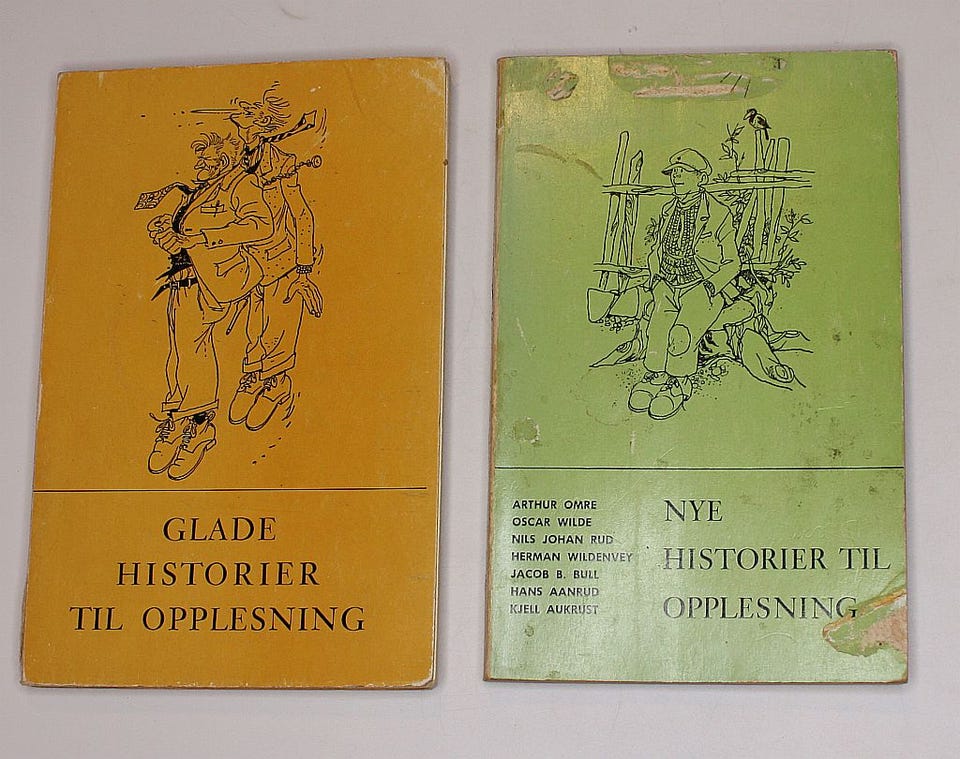 GLADE
HISTORIER
TIL OPPLESNING
ARTHUR OMRE
OSCAR WILDE
NILS JOHAN RUD
HERMAN WILDENVEY
JACOB B. BULL
HANS AANRUD
KJELL AUKRUST
NYE
HISTORIER TIL
OPPLESNING